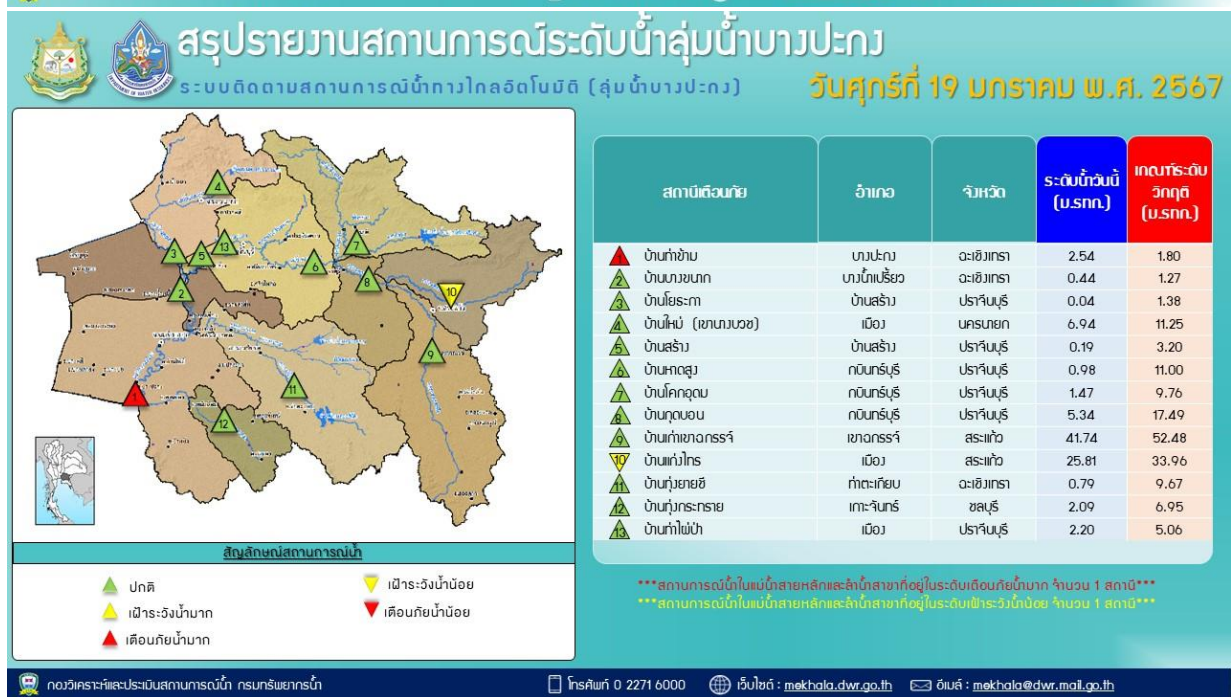 สรุปรายงานสถานการณ์ระดับน้ำลุ่มน้ำบางปะกง
ระบบติดตามสถานการณ์น้ำทางไกลอัตโนมัติ (ลุ่มน้ำบางปะกง)
วันศุกร์ที่ 19 มกราคม พ.ศ. 2567
สถานีเตือนภัย อำเภอ จังหวัด ระดับน้ำวันนี้ (ม.รทก.) เกณฑ์ระดับวิกฤติ (ม.รทก.)
1 บ้านท่าข้าม บางปะกง ฉะเชิงเทรา 2.54 1.80
2 บ้านบางขนาก บางน้ำเปรี้ยว ฉะเชิงเทรา 0.44 1.27
3 บ้านโยธะกา บ้านสร้าง ปราจีนบุรี 0.04 1.38
4 บ้านใหม่ (เขานางบวช) เมือง นครนายก 6.94 11.25
5 บ้านสร้าง บ้านสร้าง ปราจีนบุรี 0.19 3.20
6 บ้านหาดสูง กบินทร์บุรี ปราจีนบุรี 0.98 11.00
7 บ้านโคกอุดม กบินทร์บุรี ปราจีนบุรี 1.47 9.76
8 บ้านกุดบอน กบินทร์บุรี ปราจีนบุรี 5.34 17.49
9 บ้านเก่าเขาฉกรรจ์ เขาฉกรรจ์ สระแก้ว 41.74 52.48
10 บ้านแก่งไทร เมือง สระแก้ว 25.81 33.96
11 บ้านทุ่งยายชี ท่าตะเกียบ ฉะเชิงเทรา 0.79 9.67
12 บ้านทุ่งกระทราย เกาะจันทร์ ชลบุรี 2.09 6.95
13 บ้านท่าไผ่ป่า เมือง ปราจีนบุรี 2.20 5.06
สัญลักษณ์สถานการณ์น้ำ
ปกติ
เฝ้าระวังน้ำมาก
เตือนภัยน้ำมาก
เฝ้าระวังน้ำน้อย
เตือนภัยน้ำน้อย
***สถานการณ์น้ำในแม่น้ำสายหลักและลำน้ำสาขาที่อยู่ในระดับเตือนภัยน้ำมาก จำนวน 1 สถานี***
***สถานการณ์น้ำในแม่น้ำสายหลักและลำน้ำสาขาที่อยู่ในระดับเฝ้าระวังน้ำน้อย จำนวน 1 สถานี***
กองวิเคราะห์และประเมินสถานการณ์น้ำ กรมทรัพยากรน้ำ
โทรศัพท์ 0 2271 6000
เว็บไซต์ : mekhala.dwr.go.th
อีเมล์ : mekhala@dwr.mail.go.th